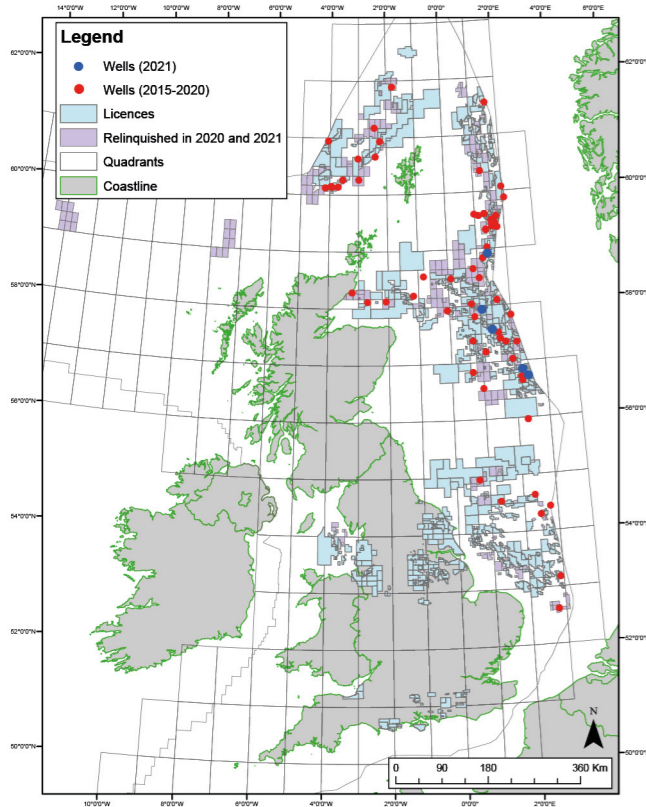 14°0'0"W 12°0'0"W 10°0'0"W 8°0'0"W 6°0'0"W 4°0'0"W 2°0'0"W 0°0'0" 2°0'0"E 4°0'0"E 6°0'0"E
Legend
62°0'0"N
Wells (2021)
Wells (2015-2020)
Licences
Relinquished in 2020 and 2021
Quadrants
Coastline
60°0'0"N
60°0'0"N
58°0'0"N
58°0'0"N
56°0'0"N
56°0'0"N
54°0'0"N
54°0'0"N
52°0'0"N
52°0'0"N
N
50°0'0"N
50°0'0"N
0 90 180 360 Km
10°0'0"W 8°0'0"W 6°0'0"W 4°0'0"W 2°0'0"W 0°0'0" 2°0'0"E